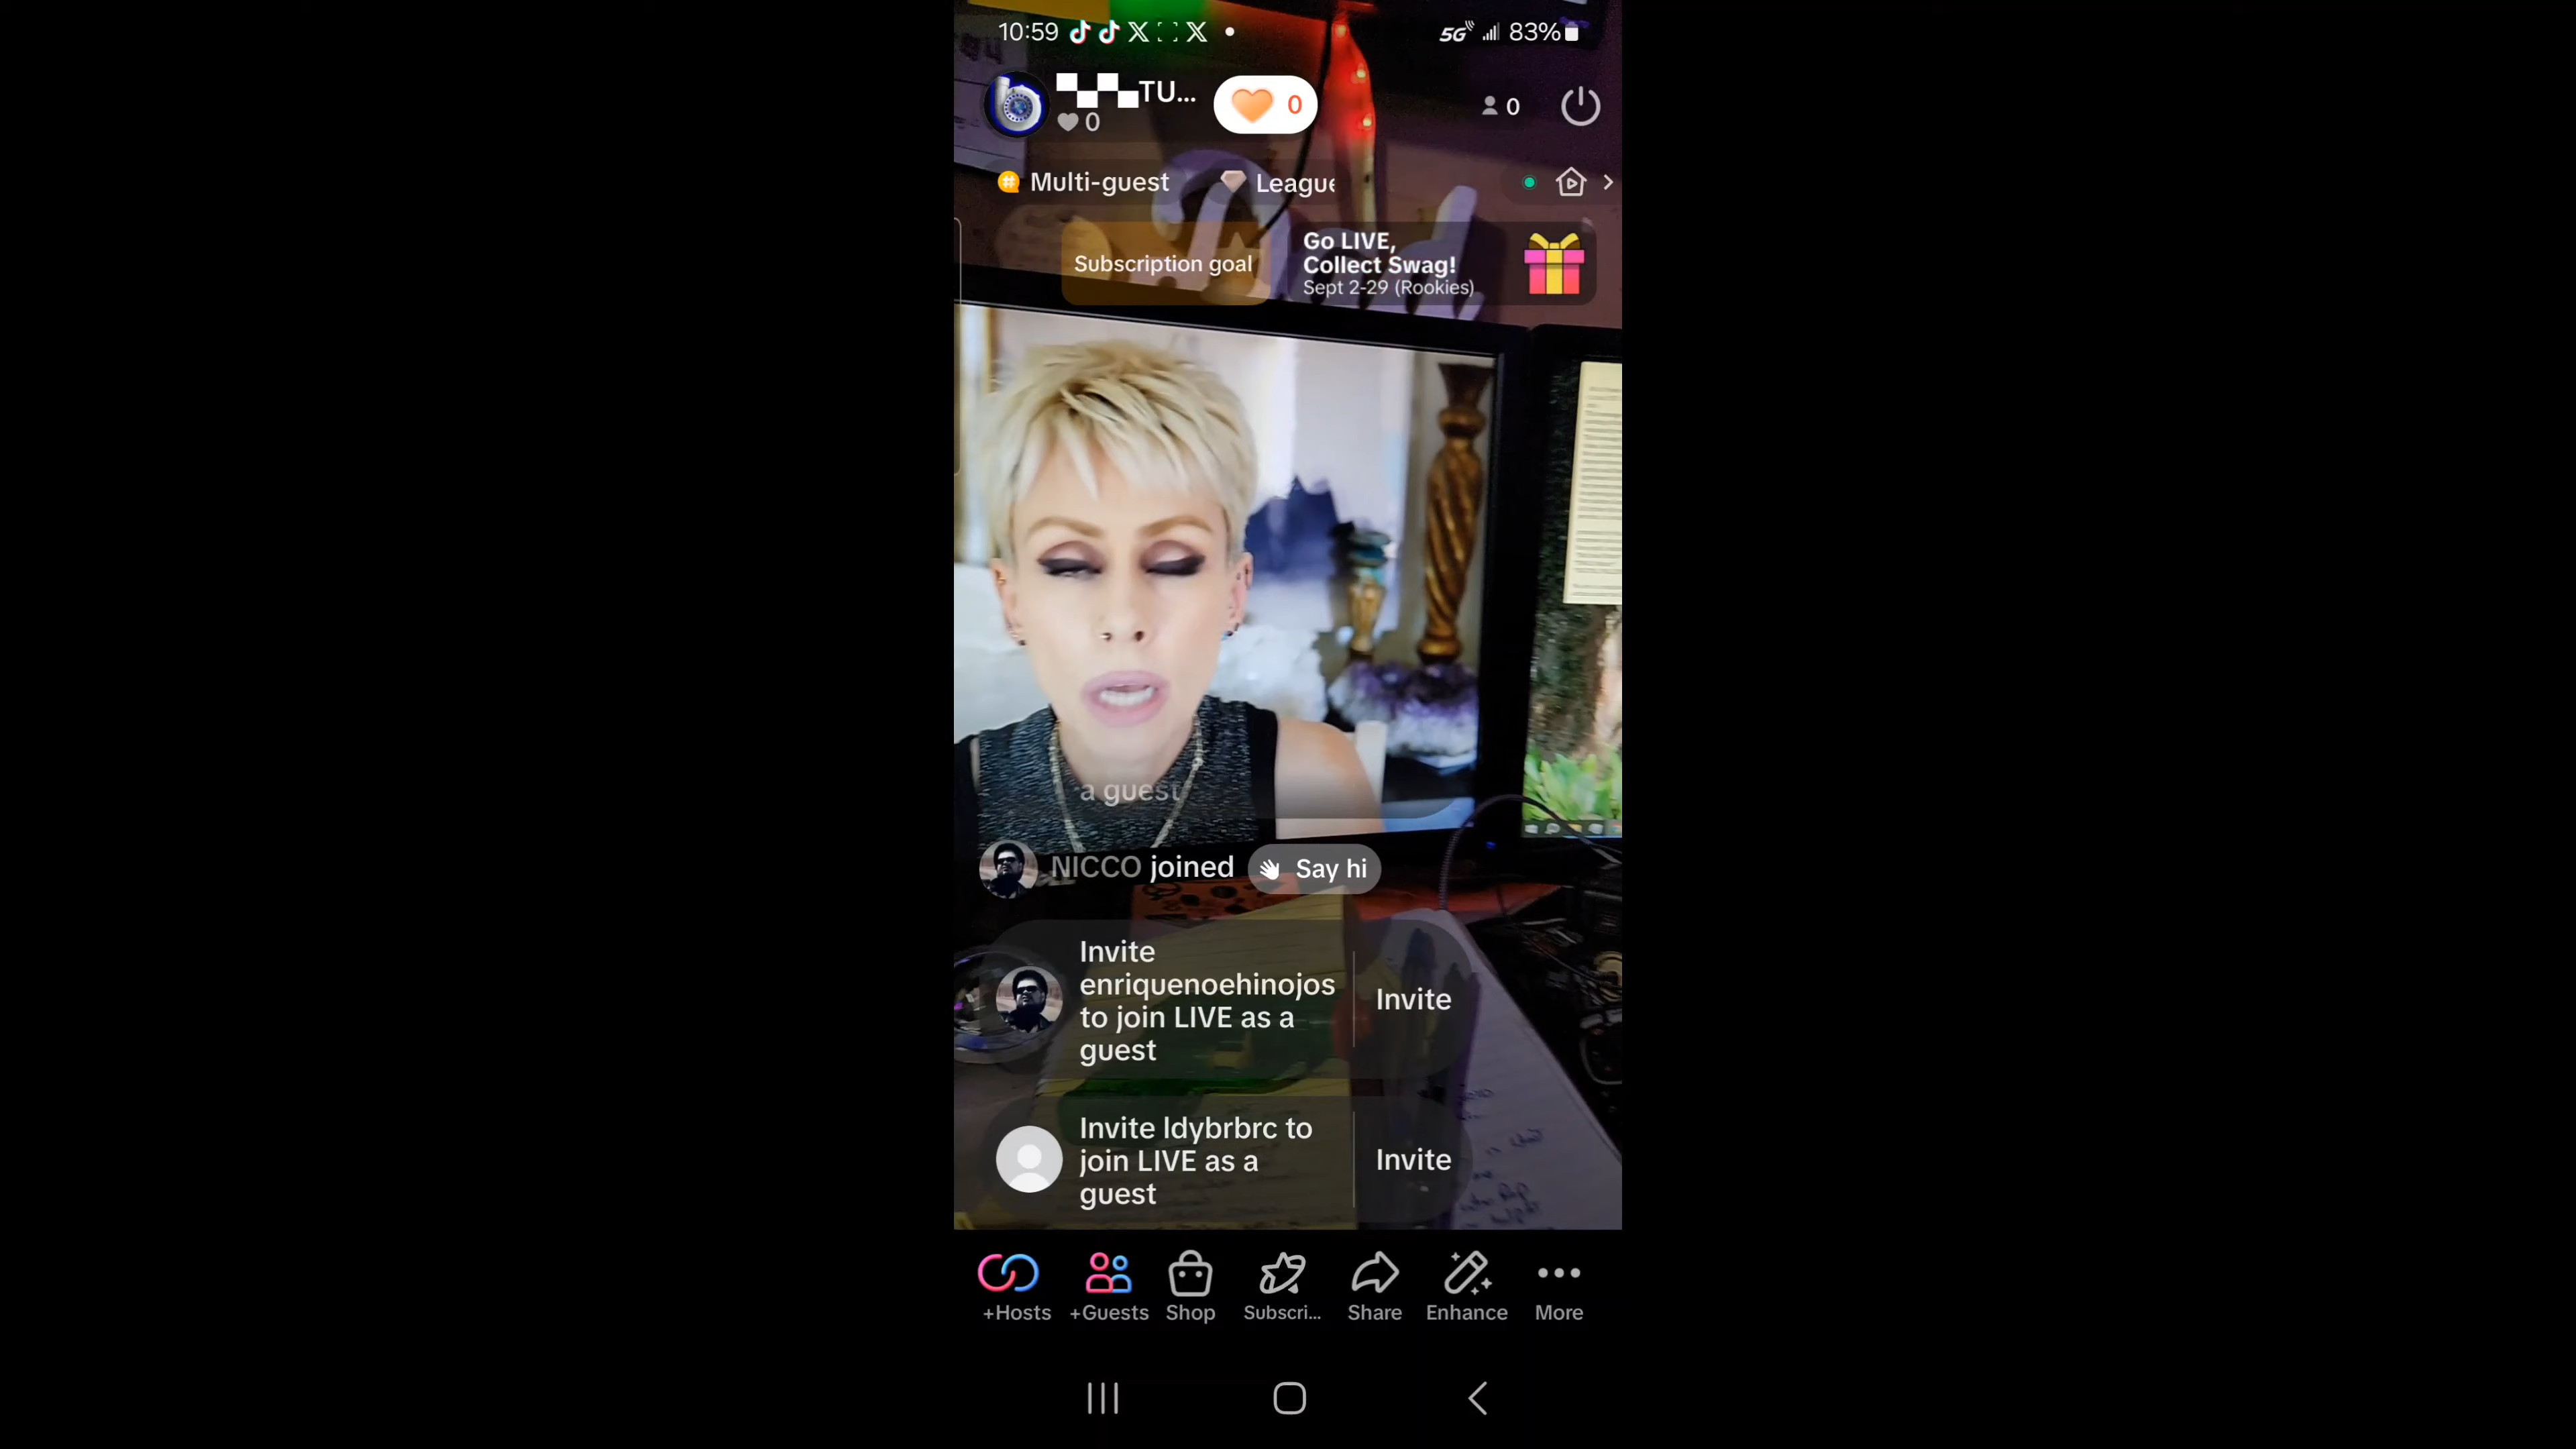 10:59
5G
83%
TU...
0
0
0
Multi-guest
League
Subscription goal
Go LIVE,
Collect Swag!
Sept 2-29 (Rookies)
a guest
NICCO joined
Say hi
Invite
enriquenoehinojos
to join LIVE as a
guest
Invite
Invite ldybrbrc to
join LIVE as a
guest
Invite
+Hosts
+Guests
Shop
Subscri...
Share
Enhance
More